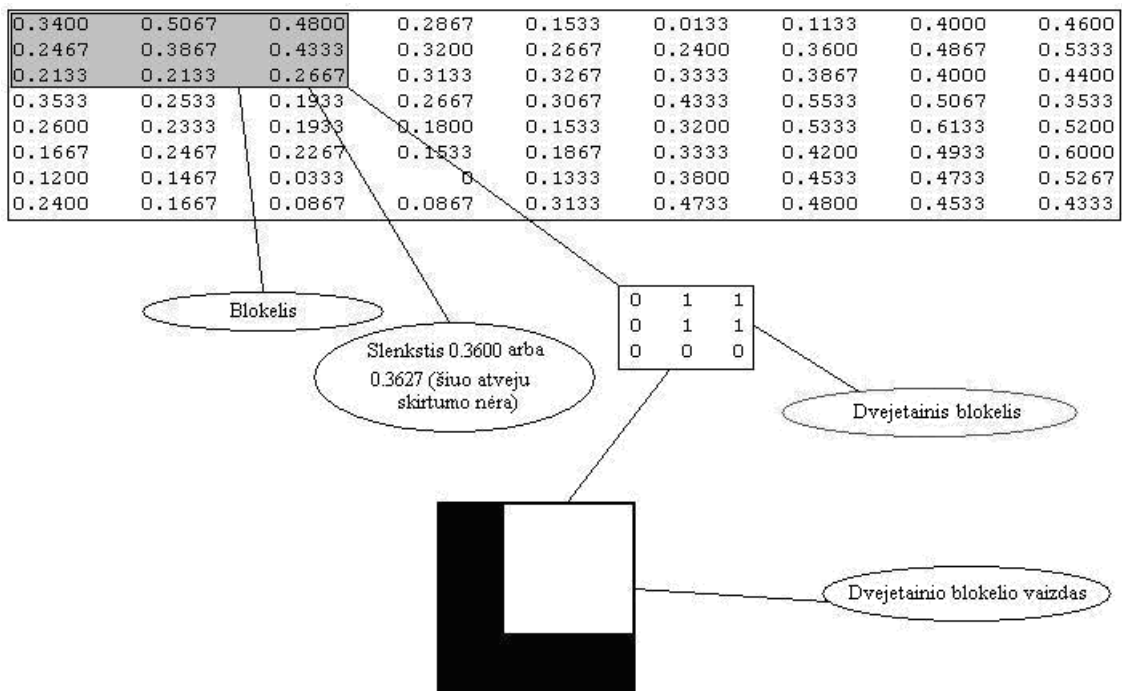 0.3400 0.5067 0.4800 0.2867 0.1533 0.0133 0.1133 0.4000 0.4600
0.2467 0.3867 0.4333 0.3200 0.2667 0.2400 0.3600 0.4867 0.5333
0.2133 0.2133 0.2667 0.3133 0.3267 0.3333 0.3867 0.4000 0.4400
0.3533 0.2533 0.1933 0.2667 0.3067 0.4333 0.5533 0.5067 0.3533
0.2600 0.2333 0.1933 0.1800 0.1533 0.3200 0.5333 0.6133 0.5200
0.1667 0.2467 0.2267 0.1533 0.1867 0.3333 0.4200 0.4933 0.6000
0.1200 0.1467 0.0333 0 0.1333 0.3800 0.4533 0.4733 0.5267
0.2400 0.1667 0.0867 0.0867 0.3133 0.4733 0.4800 0.4533 0.4333
Blokelis
Slenkstis 0.3600 arba
0.3627 (šiuo atveju
skirtumo nėra)
0 1 1
0 1 1
0 0 0
Dvejetainis blokelis
Dvejetainio blokelio vaizdas